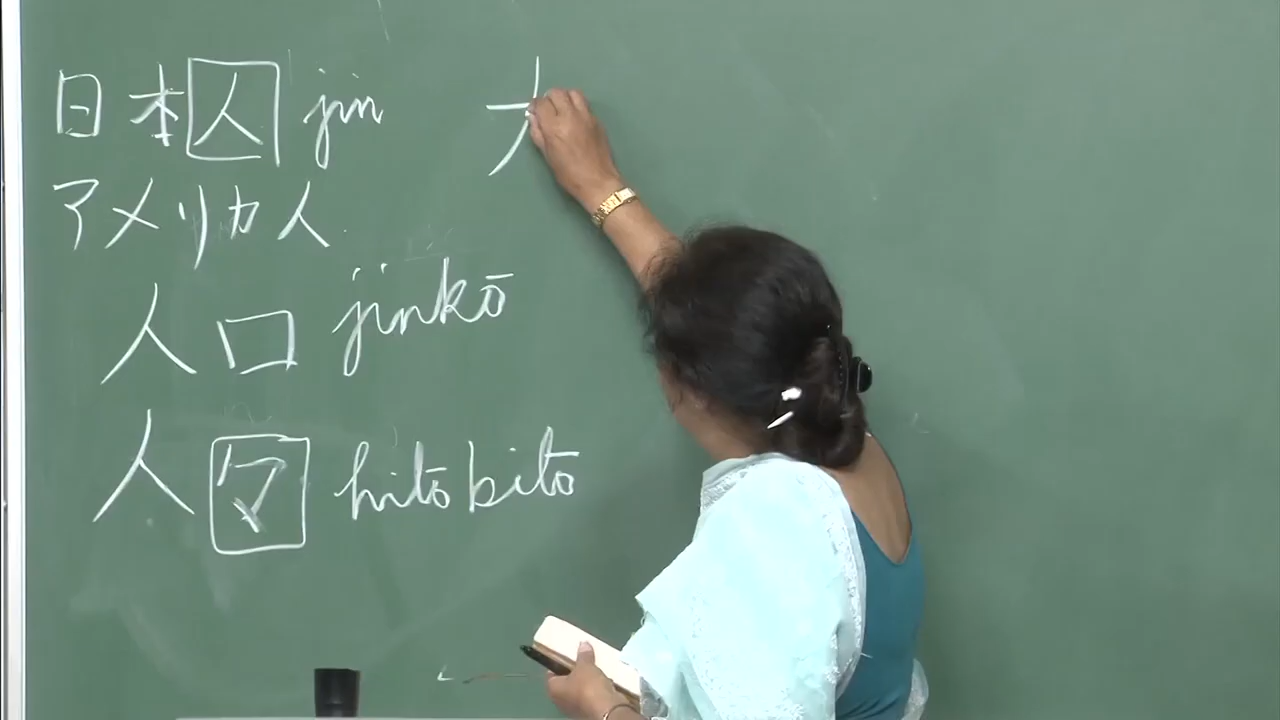 日本人 jin
アメリカ人
人口 jinkō
人々 hitobito